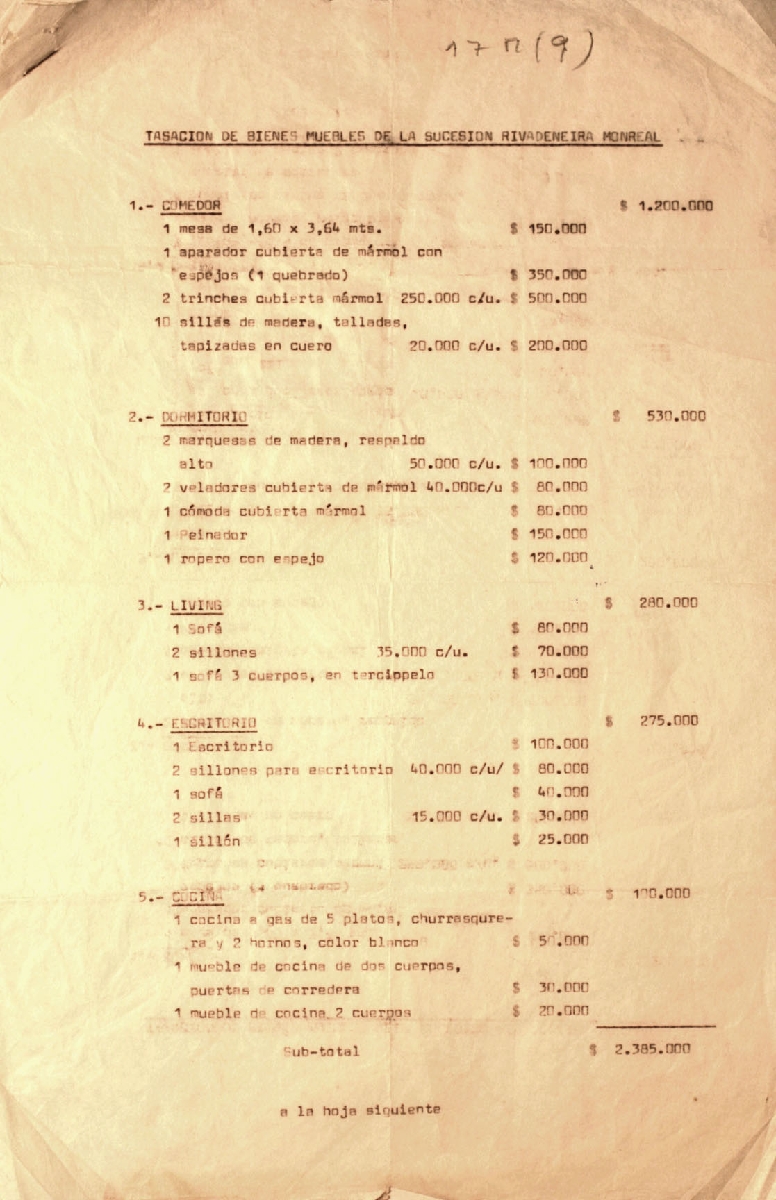 17 n (9)
TASACION DE BIENES MUEBLES DE LA SUCESION RIVADENEIRA MONREAL
1.- COMEDOR $ 1.200.000
1 mesa de 1,60 x 3,64 mts. $ 150.000
1 aparador cubierta de mármol con
espejos (1 quebrado) $ 350.000
2 trinches cubierta mármol 250.000 c/u. $ 500.000
10 sillas de madera, talladas,
tapizadas en cuero 20.000 c/u. $ 200.000
2.- DORMITORIO $ 530.000
2 marquesas de madera, respaldo
alto 50.000 c/u. $ 100.000
2 veladores cubierta de mármol 40.000c/u $ 80.000
1 cómoda cubierta mármol $ 80.000
1 Peinador $ 150.000
1 ropero con espejo $ 120.000
3.- LIVING $ 280.000
1 Sofá $ 80.000
2 sillones 35.000 c/u. $ 70.000
1 sofá 3 cuerpos, en terciopelo $ 130.000
4.- ESCRITORIO $ 275.000
1 Escritorio $ 100.000
2 sillones para escritorio 40.000 c/u/ $ 80.000
1 sofá $ 40.000
2 sillas 15.000 c/u. $ 30.000
1 sillón $ 25.000
5.- COCINA $ 100.000
1 cocina a gas de 5 platos, churrasqure-
ra y 2 hornos, color blanco $ 50.000
1 mueble de cocina de dos cuerpos,
puertas de corredera $ 30.000
1 mueble de cocina 2 cuerpos $ 20.000
Sub-total $ 2.385.000
a la hoja siguiente